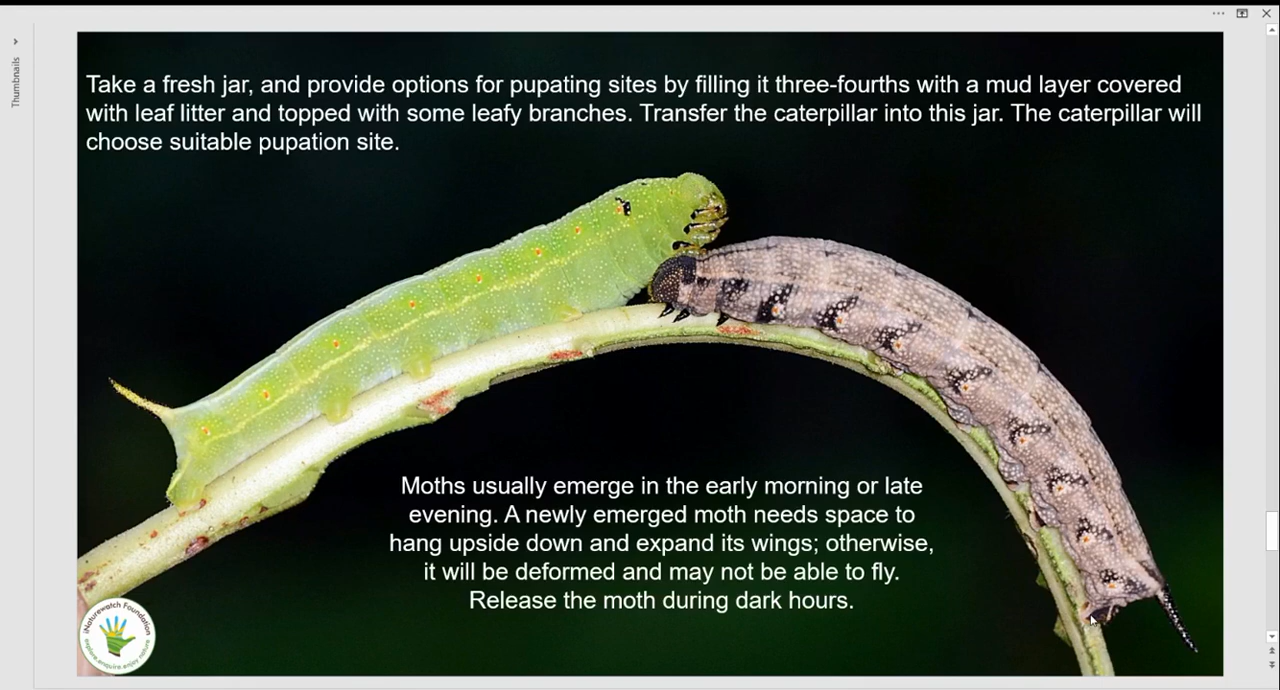 Thumbnails
Take a fresh jar, and provide options for pupating sites by filling it three-fourths with a mud layer covered
with leaf litter and topped with some leafy branches. Transfer the caterpillar into this jar. The caterpillar will
choose suitable pupation site.
Moths usually emerge in the early morning or late
evening. A newly emerged moth needs space to
hang upside down and expand its wings; otherwise,
it will be deformed and may not be able to fly.
Release the moth during dark hours.
iNaturewatch Foundation
explore.enquire.enjoy nature